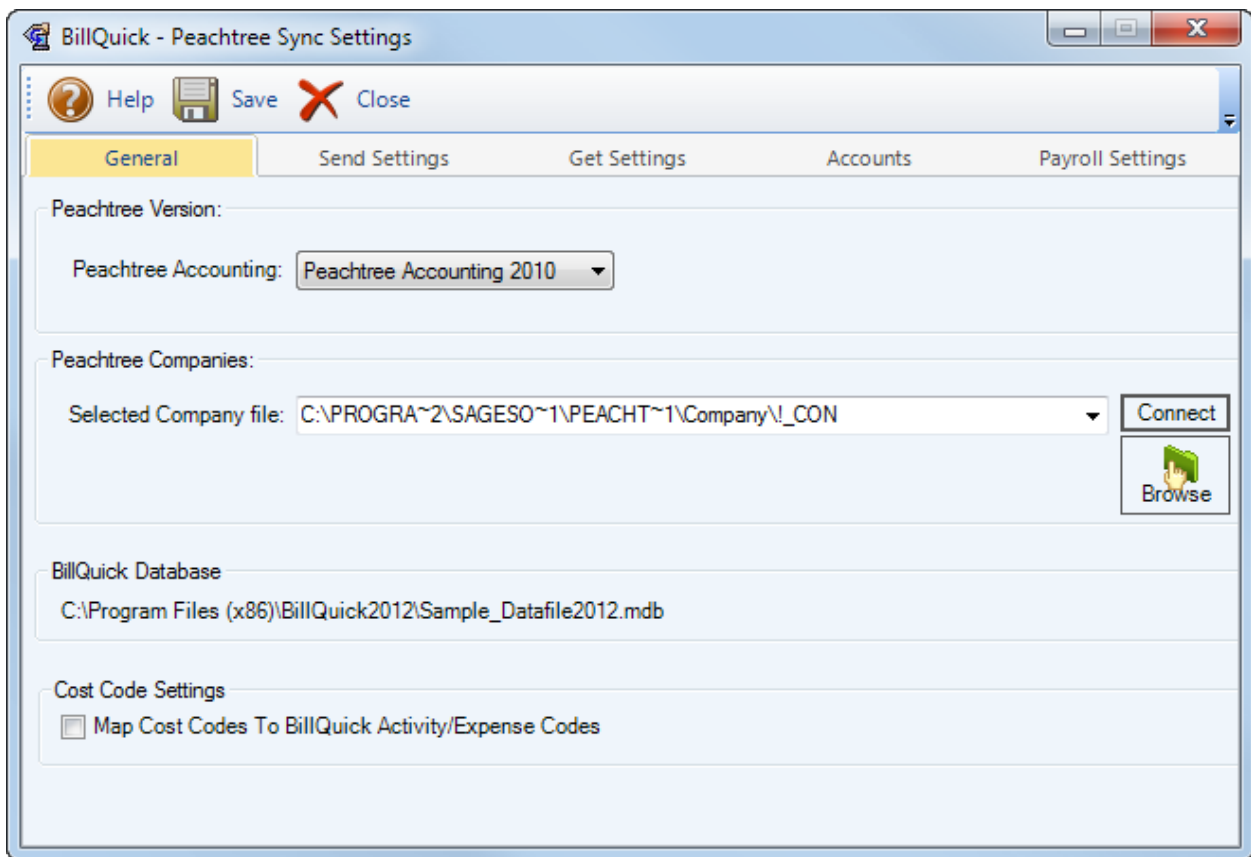 BillQuick - Peachtree Sync Settings
Help Save Close
General Send Settings Get Settings Accounts Payroll Settings
Peachtree Version:
Peachtree Accounting: Peachtree Accounting 2010
Peachtree Companies:
Selected Company file: C:\PROGRA~2\SAGESO~1\PEACHT~1\Company\!_CON Connect
Browse
BillQuick Database
C:\Program Files (x86)\BillQuick2012\Sample_Datafile2012.mdb
Cost Code Settings
Map Cost Codes To BillQuick Activity/Expense Codes